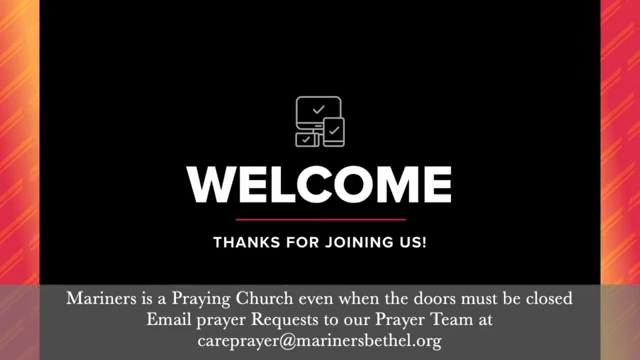 WELCOME
THANKS FOR JOINING US!
Mariners is a Praying Church even when the doors must be closed
Email prayer Requests to our Prayer Team at
careprayer@marinersbethel.org